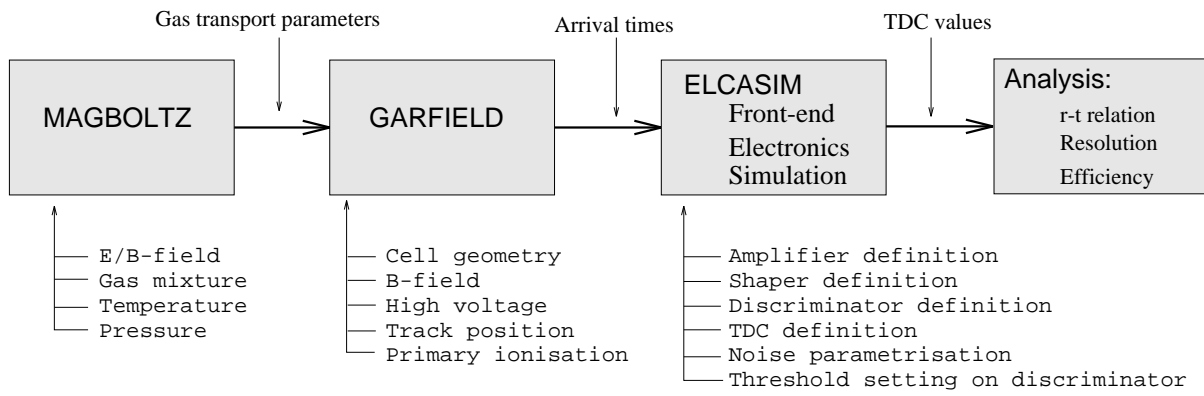 Gas transport parameters
Arrival times
TDC values
MAGBOLTZ
GARFIELD
ELCASIM
Front-end
Electronics
Simulation
Analysis:
r-t relation
Resolution
Efficiency
E/B-field
Gas mixture
Temperature
Pressure
Cell geometry
B-field
High voltage
Track position
Primary ionisation
Amplifier definition
Shaper definition
Discriminator definition
TDC definition
Noise parametrisation
Threshold setting on discriminator